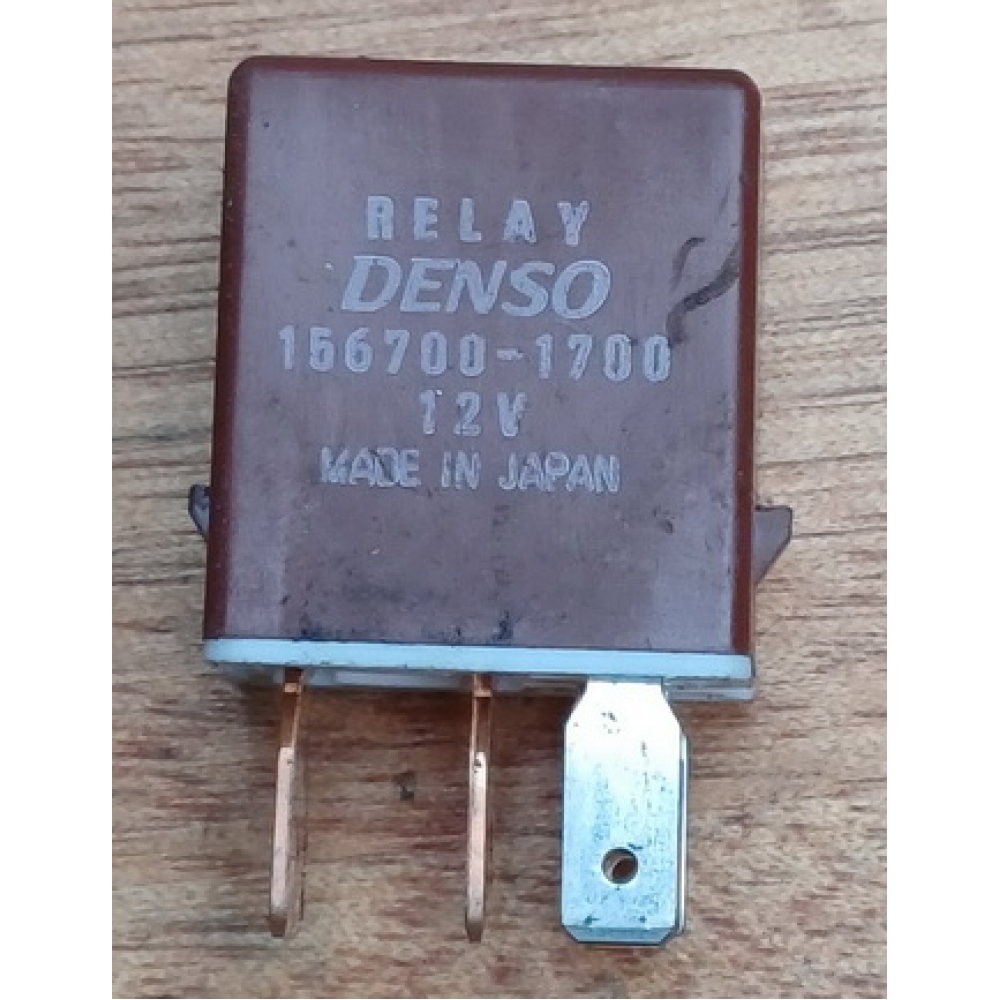 RELAY
DENSO
156700-1700
12V
MADE IN JAPAN